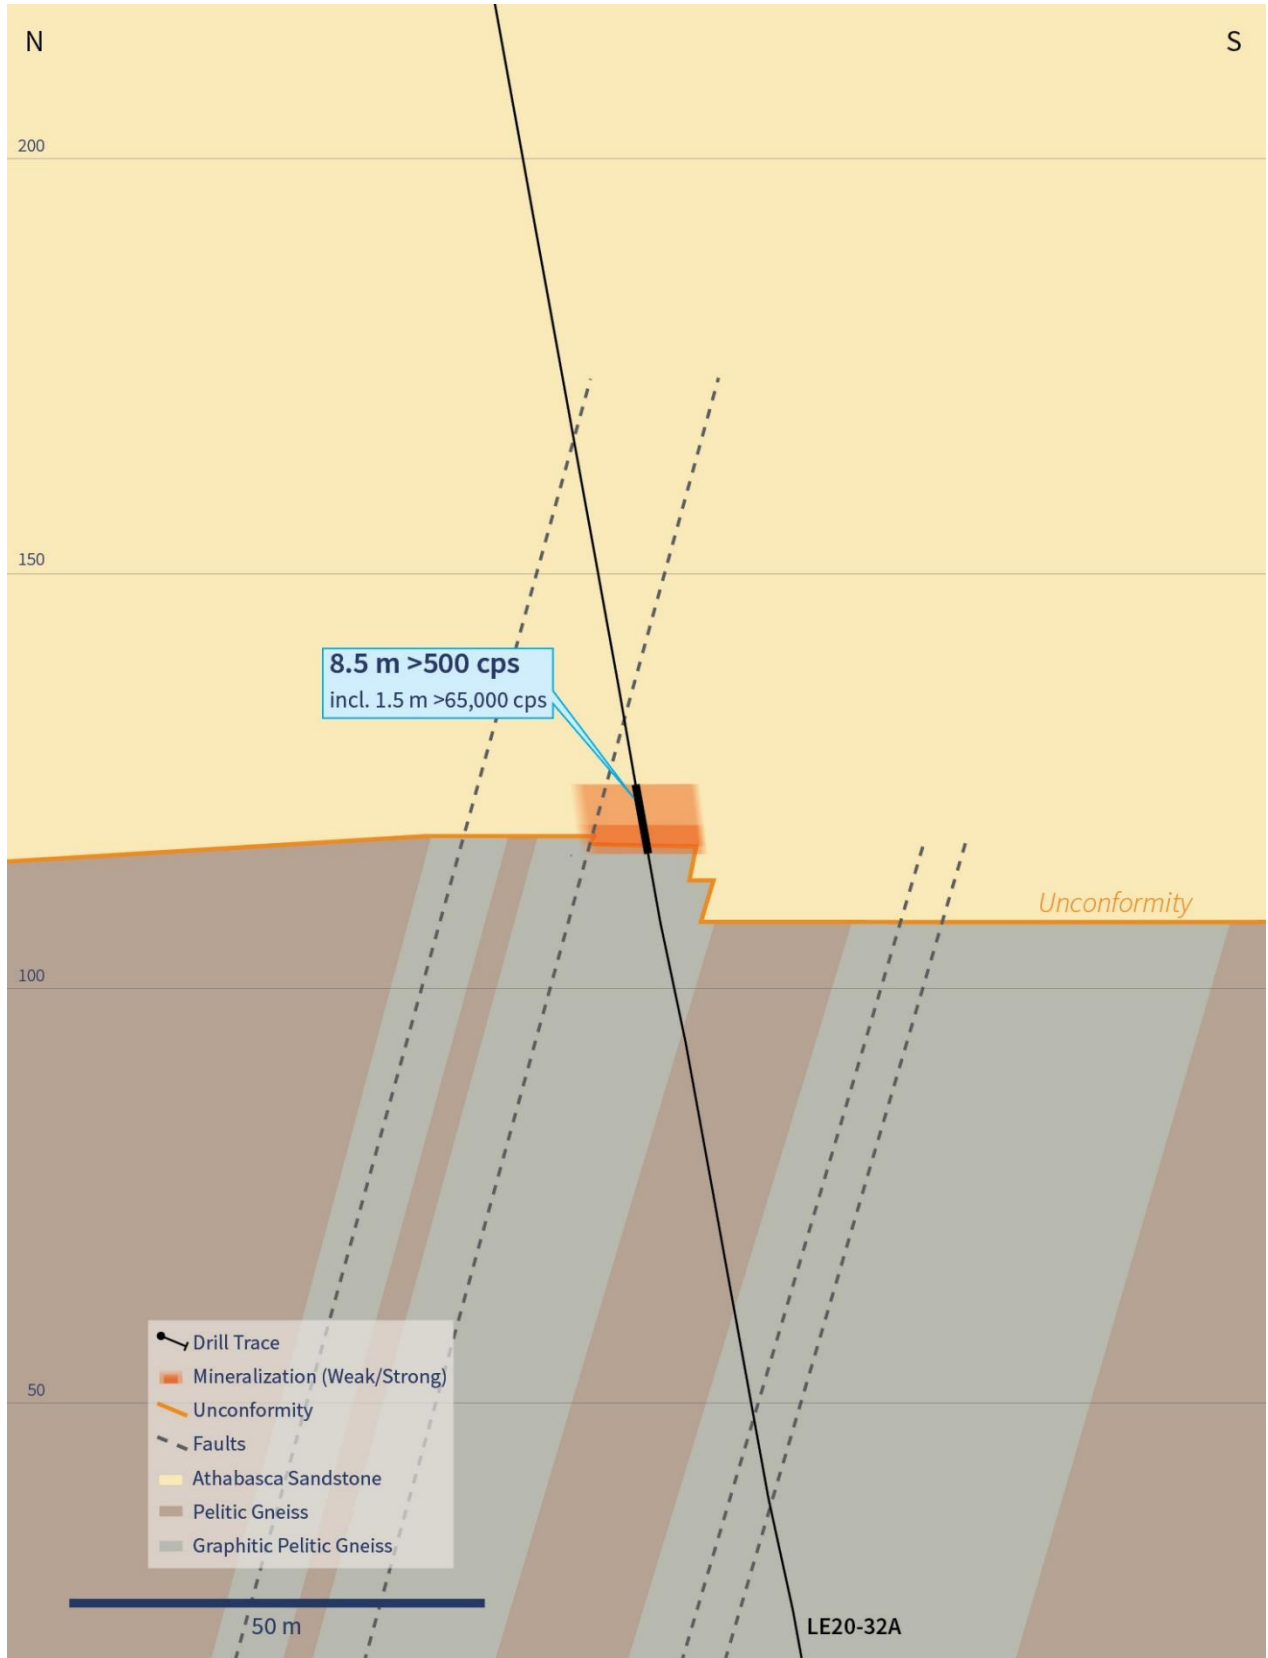 N
S
200
150
8.5 m >500 cps
incl. 1.5 m >65,000 cps
Unconformity
100
50
Drill Trace
Mineralization (Weak/Strong)
Unconformity
Faults
Athabasca Sandstone
Pelitic Gneiss
Graphitic Pelitic Gneiss
50 m
LE20-32A